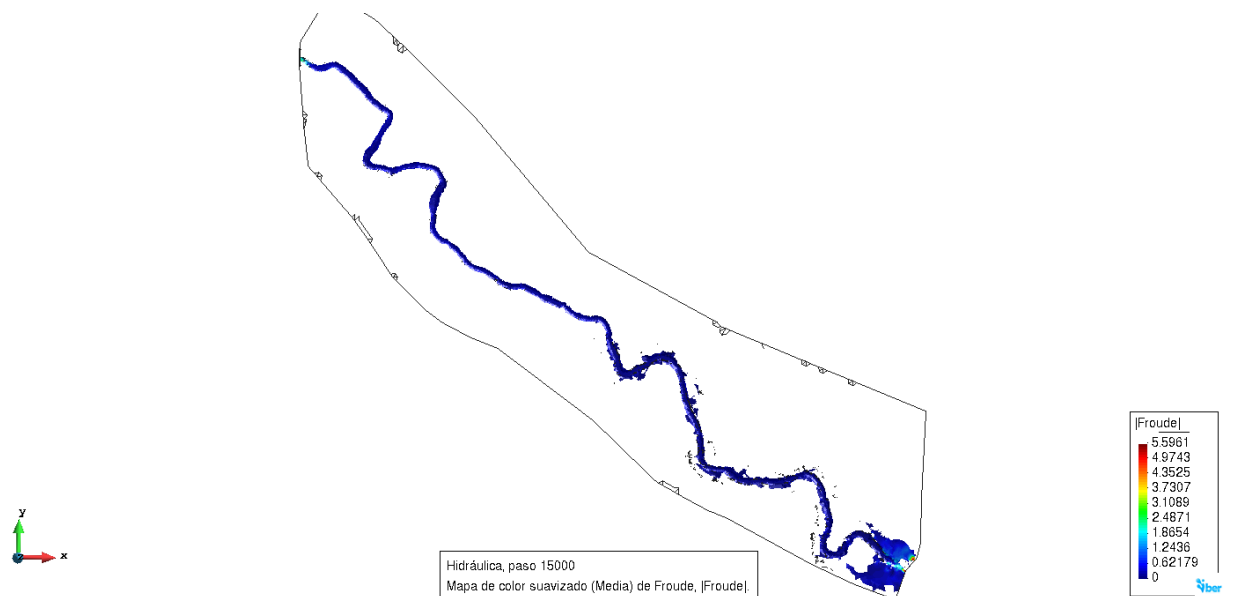 |Froude|
5.5961
4.9743
4.3525
3.7307
3.1089
2.4871
1.8654
1.2436
0.62179
0
y
z
x
Hidráulica, paso 15000
Mapa de color suavizado (Media) de Froude, |Froude|.
iber